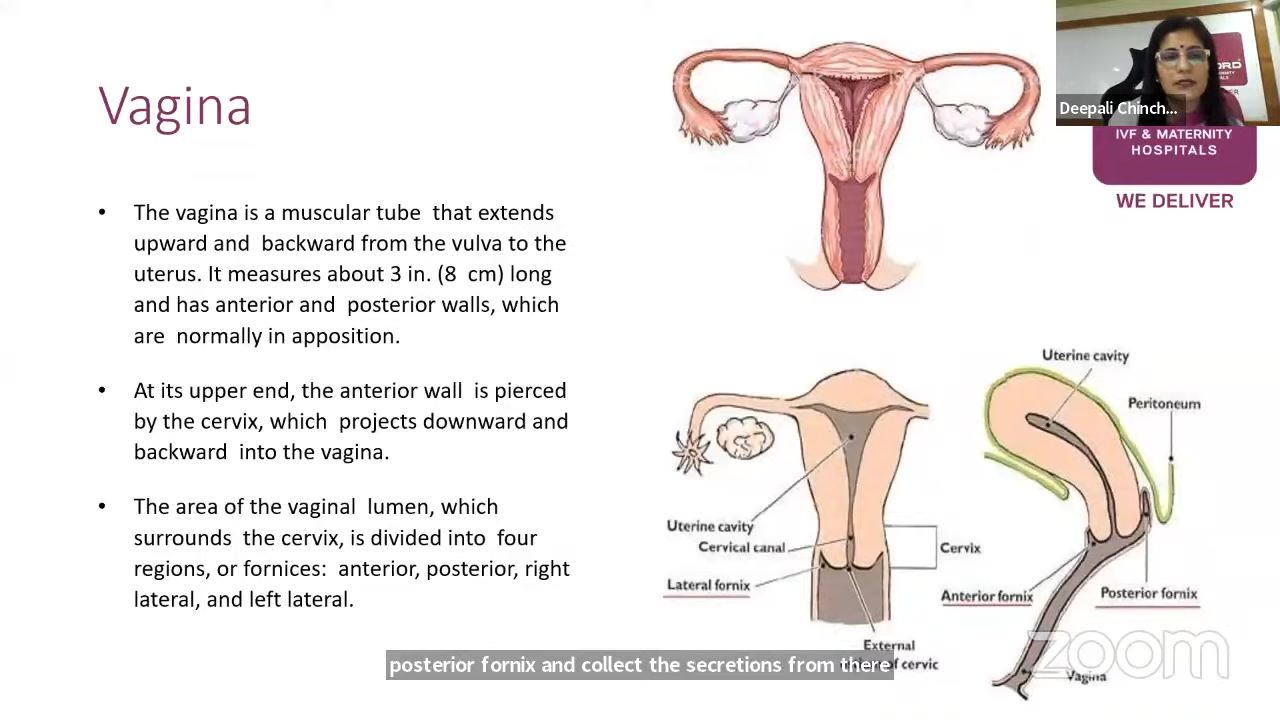 Vagina
• The vagina is a muscular tube that extends
upward and backward from the vulva to the
uterus. It measures about 3 in. (8 cm) long
and has anterior and posterior walls, which
are normally in apposition.
• At its upper end, the anterior wall is pierced
by the cervix, which projects downward and
backward into the vagina.
• The area of the vaginal lumen, which
surrounds the cervix, is divided into four
regions, or fornices: anterior, posterior, right
lateral, and left lateral.
Deepali Chinch...
IVF & MATERNITY
HOSPITALS
WE DELIVER
Uterine cavity
Cervical canal
Lateral fornix
Cervix
External
of cervic
Uterine cavity
Peritoneum
Anterior fornix
Posterior fornix
Vagina
zoom
posterior fornix and collect the secretions from there